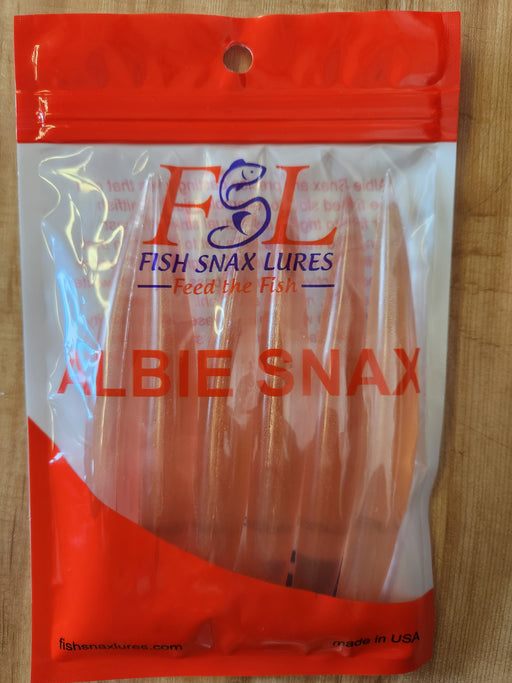 FSL
FISH SNAX LURES
Feed the Fish
ALBIE SNAX
fishsnaxlures.com made in USA